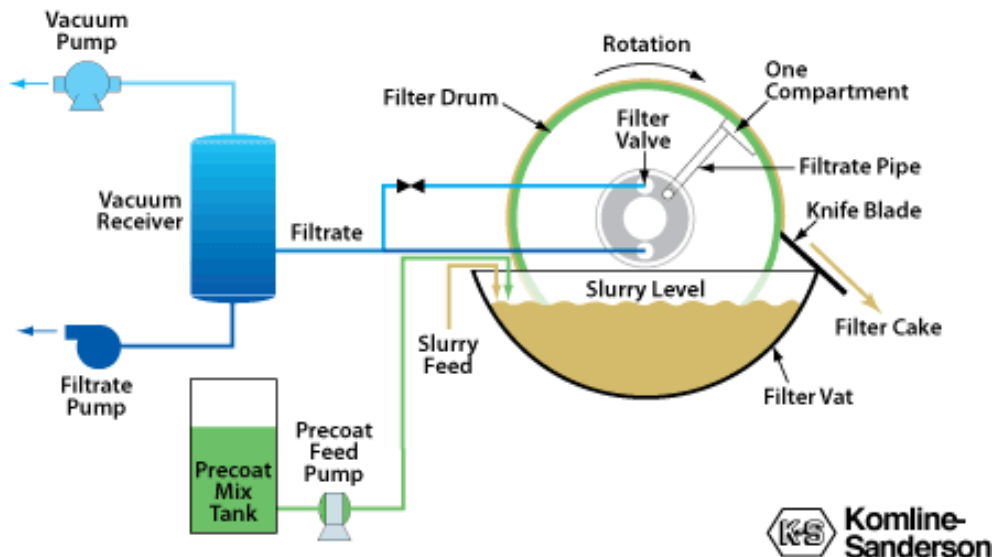 Vacuum
Pump
Rotation
One
Compartment
Filter Drum
Filter
Valve
Filtrate Pipe
Vacuum
Receiver
Filtrate
Knife Blade
Slurry Level
Slurry
Feed
Filter Cake
Filtrate
Pump
Filter Vat
Precoat
Mix
Tank
Precoat
Feed
Pump
K-S
Komline-
Sanderson